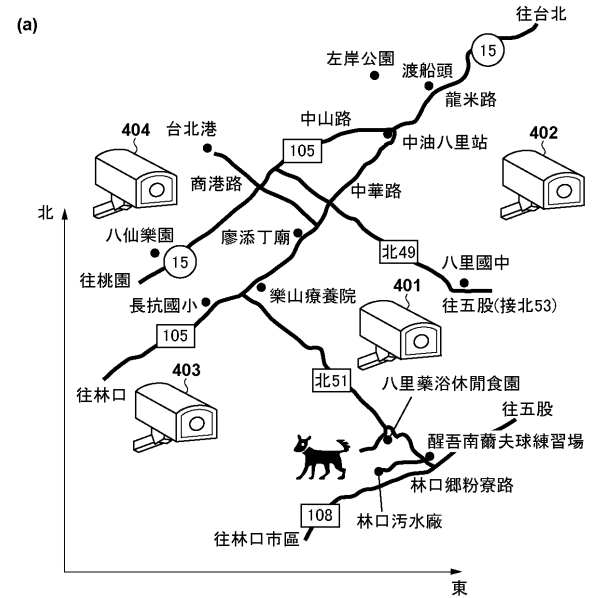 (a)
往台北
15
左岸公園
渡船頭
龍米路
中山路
404
台北港
105
中油八里站
402
商港路
中華路
北
八仙樂園
廖添丁廟
15
北49
八里國中
往桃園
樂山療養院
401
往五股(接北53)
長抗國小
105
403
北51
八里藥浴休閒食園
往林口
往五股
醒吾南薾夫球練習場
林口鄉粉寮路
108
林口汚水廠
往林口市區
東